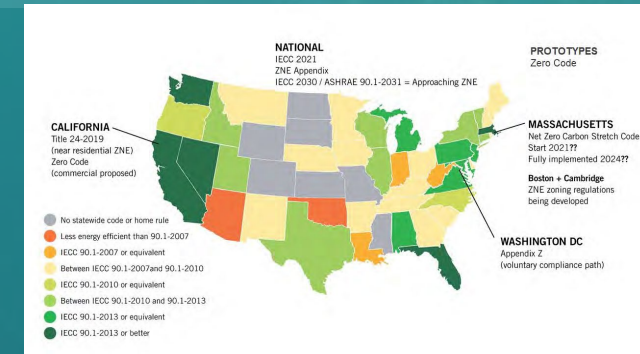 NATIONAL
IECC 2021
ZNE Appendix
IECC 2030 / ASHRAE 90.1-2031 = Approaching ZNE
PROTOTYPES
Zero Code
CALIFORNIA
Title 24-2019
(near residential ZNE)
Zero Code
(commercial proposed)
MASSACHUSETTS
Net Zero Carbon Stretch Code
Start 2021??
Fully implemented 2024??
Boston + Cambridge
ZNE zoning regulations
being developed
WASHINGTON DC
Appendix Z
(voluntary compliance path)
No statewide code or home rule
Less energy efficient than 90.1-2007
IECC 90.1-2007 or equivalent
Between IECC 90.1-2007and 90.1-2010
IECC 90.1-2010 or equivalent
Between IECC 90.1-2010 and 90.1-2013
IECC 90.1-2013 or equivalent
IECC 90.1-2013 or better